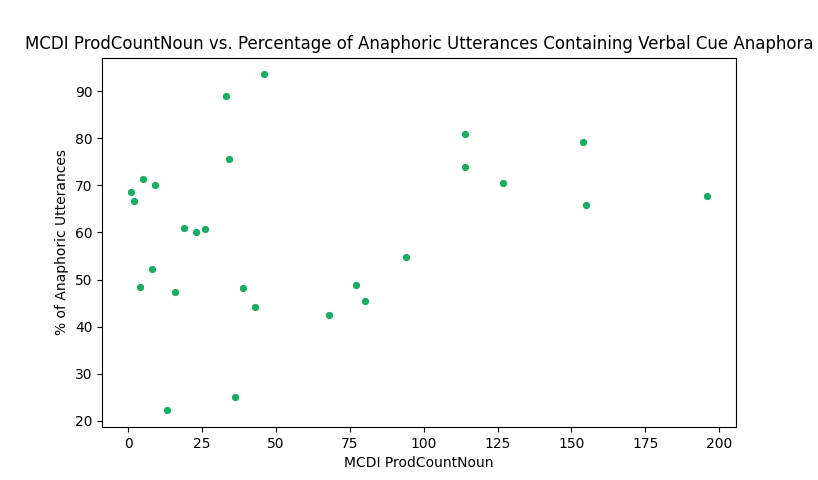 MCDI ProdCountNoun vs. Percentage of Anaphoric Utterances Containing Verbal Cue Anaphora
% of Anaphoric Utterances
90
80
70
60
50
40
30
20
0 25 50 75 100 125 150 175 200
MCDI ProdCountNoun